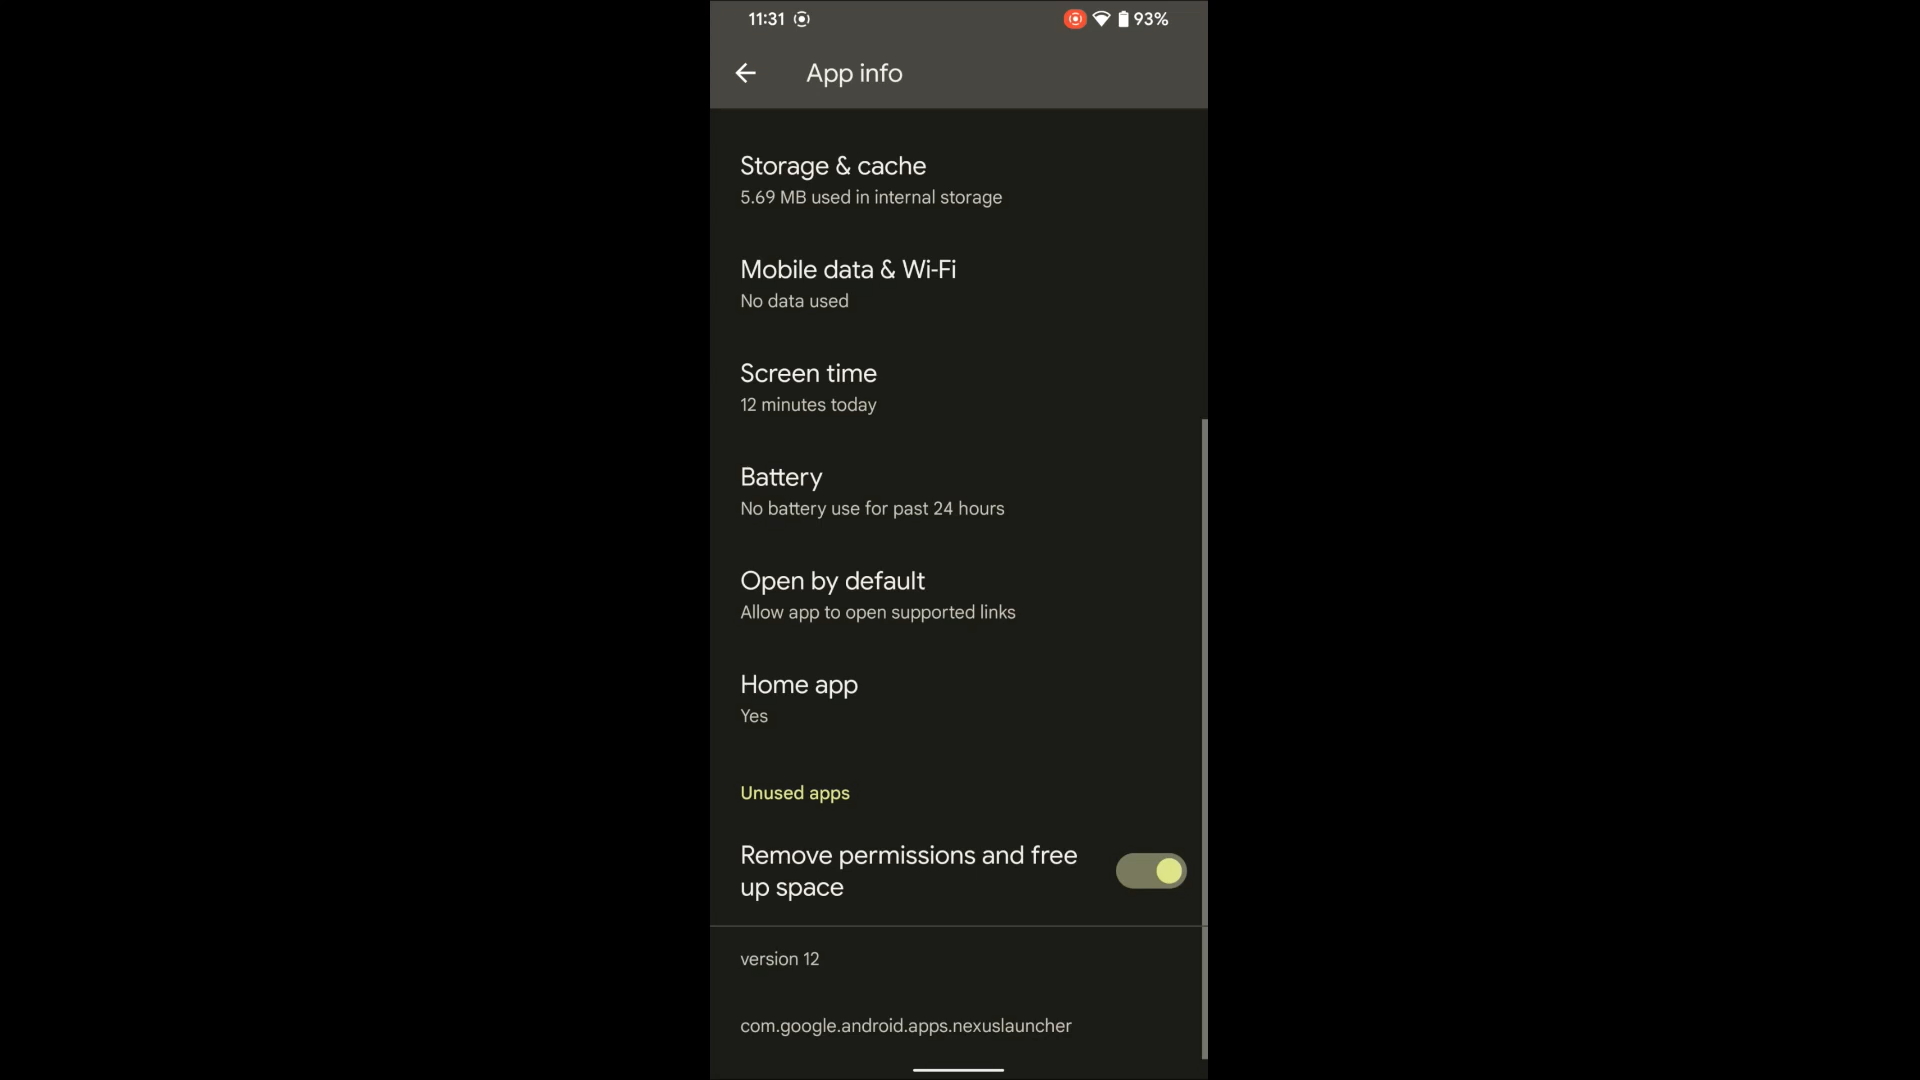 11:31
93%
App info
Storage & cache
5.69 MB used in internal storage
Mobile data & Wi-Fi
No data used
Screen time
12 minutes today
Battery
No battery use for past 24 hours
Open by default
Allow app to open supported links
Home app
Yes
Unused apps
Remove permissions and free
up space
version 12
com.google.android.apps.nexuslauncher